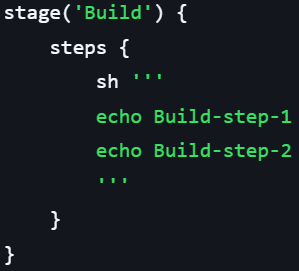 stage('Build') {
    steps {
        sh '''
        echo Build-step-1
        echo Build-step-2
        '''
    }
}